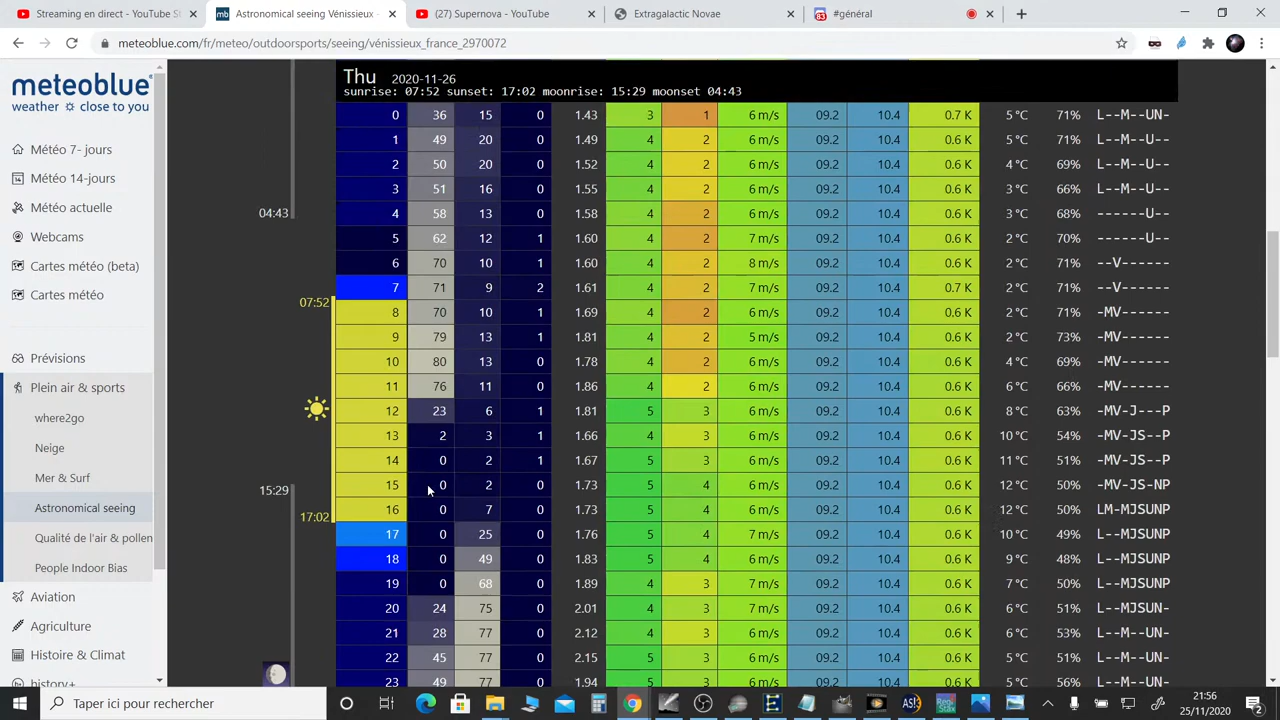 Streaming en direct - YouTube St
Astronomical seeing Vénissieux -
(27) Supernova - YouTube
Extragalactic Novae
83 #général
meteoblue.com/fr/meteo/outdoorsports/seeing/vénissieux_france_2970072
meteoblue
weather close to you
Météo 7- jours
Météo 14-jours
Météo actuelle
Webcams
Cartes météo (beta)
Cartes météo
Prévisions
Plein air & sports
where2go
Neige
Mer & Surf
Astronomical seeing
Qualité de l'air & pollen
People Indoor Bias
Aviation
Agriculture
Histoire & Climat
history+
04:43
07:52
15:29
17:02
Thu 2020-11-26
sunrise: 07:52 sunset: 17:02 moonrise: 15:29 moonset 04:43
0 36 15 0 1.43 3 1 6 m/s 09.2 10.4 0.7 K 5 °C 71% L--M--UN-
1 49 20 0 1.49 4 2 6 m/s 09.2 10.4 0.6 K 5 °C 71% L--M--U--
2 50 20 0 1.52 4 2 6 m/s 09.2 10.4 0.6 K 4 °C 69% L--M--U--
3 51 16 0 1.55 4 2 6 m/s 09.2 10.4 0.6 K 3 °C 66% L--M--U--
4 58 13 0 1.58 4 2 6 m/s 09.2 10.4 0.6 K 3 °C 68% ------U--
5 62 12 1 1.60 4 2 7 m/s 09.2 10.4 0.6 K 2 °C 70% ------U--
6 70 10 1 1.60 4 2 8 m/s 09.2 10.4 0.6 K 2 °C 71% --V------
7 71 9 2 1.61 4 2 7 m/s 09.2 10.4 0.7 K 2 °C 71% --V------
8 70 10 1 1.69 4 2 6 m/s 09.2 10.4 0.6 K 2 °C 71% -MV------
9 79 13 1 1.81 4 2 5 m/s 09.2 10.4 0.6 K 2 °C 73% -MV------
10 80 13 0 1.78 4 2 6 m/s 09.2 10.4 0.6 K 4 °C 69% -MV------
11 76 11 0 1.86 4 2 6 m/s 09.2 10.4 0.6 K 6 °C 66% -MV------
12 23 6 1 1.81 5 3 6 m/s 09.2 10.4 0.6 K 8 °C 63% -MV-J---P
13 2 3 1 1.66 4 3 6 m/s 09.2 10.4 0.6 K 10 °C 54% -MV-JS--P
14 0 2 1 1.67 5 3 6 m/s 09.2 10.4 0.6 K 11 °C 51% -MV-JS--P
15 0 2 0 1.73 5 4 6 m/s 09.2 10.4 0.6 K 12 °C 50% -MV-JS-NP
16 0 7 0 1.73 5 4 6 m/s 09.2 10.4 0.6 K 12 °C 50% LM-MJSUNP
17 0 25 0 1.76 5 4 7 m/s 09.2 10.4 0.6 K 10 °C 49% L--MJSUNP
18 0 49 0 1.83 5 4 6 m/s 09.2 10.4 0.6 K 9 °C 48% L--MJSUNP
19 0 68 0 1.89 4 3 7 m/s 09.2 10.4 0.6 K 7 °C 50% L--MJSUNP
20 24 75 0 2.01 4 3 7 m/s 09.2 10.4 0.6 K 6 °C 51% L--MJSUN-
21 28 77 0 2.12 4 3 6 m/s 09.2 10.4 0.6 K 6 °C 53% L--M--UN-
22 45 77 0 2.15 5 3 6 m/s 09.2 10.4 0.6 K 5 °C 51% L--M--UN-
23 49 77 0 2.18 5 3 6 m/s 09.2 10.4 0.6 K 5 °C 56% L--M--UN-
Taper ici pour rechercher
AS!
21:56
25/11/2020
2